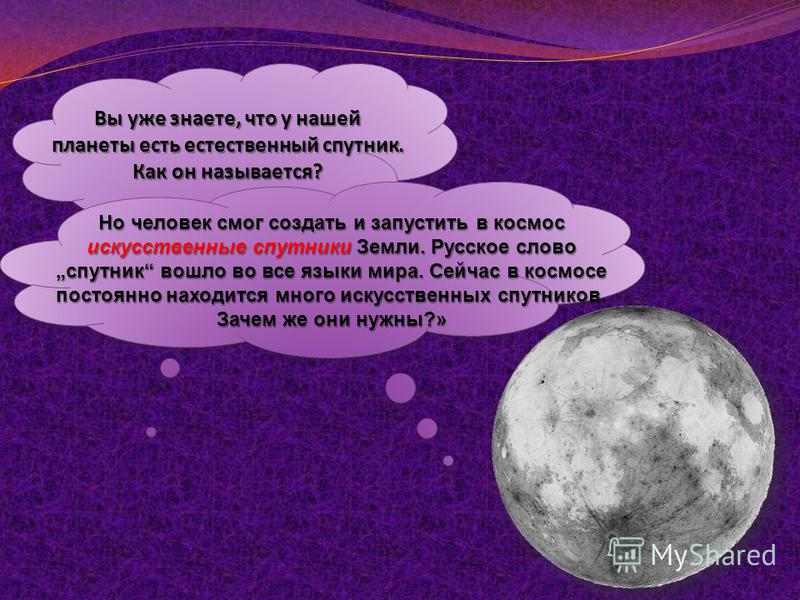 Вы уже знаете, что у нашей
планеты есть естественный спутник.
Как он называется?
Но человек смог создать и запустить в космос
искусственные спутники Земли. Русское слово
„спутник“ вошло во все языки мира. Сейчас в космосе
постоянно находится много искусственных спутников.
Зачем же они нужны?»
MyShared